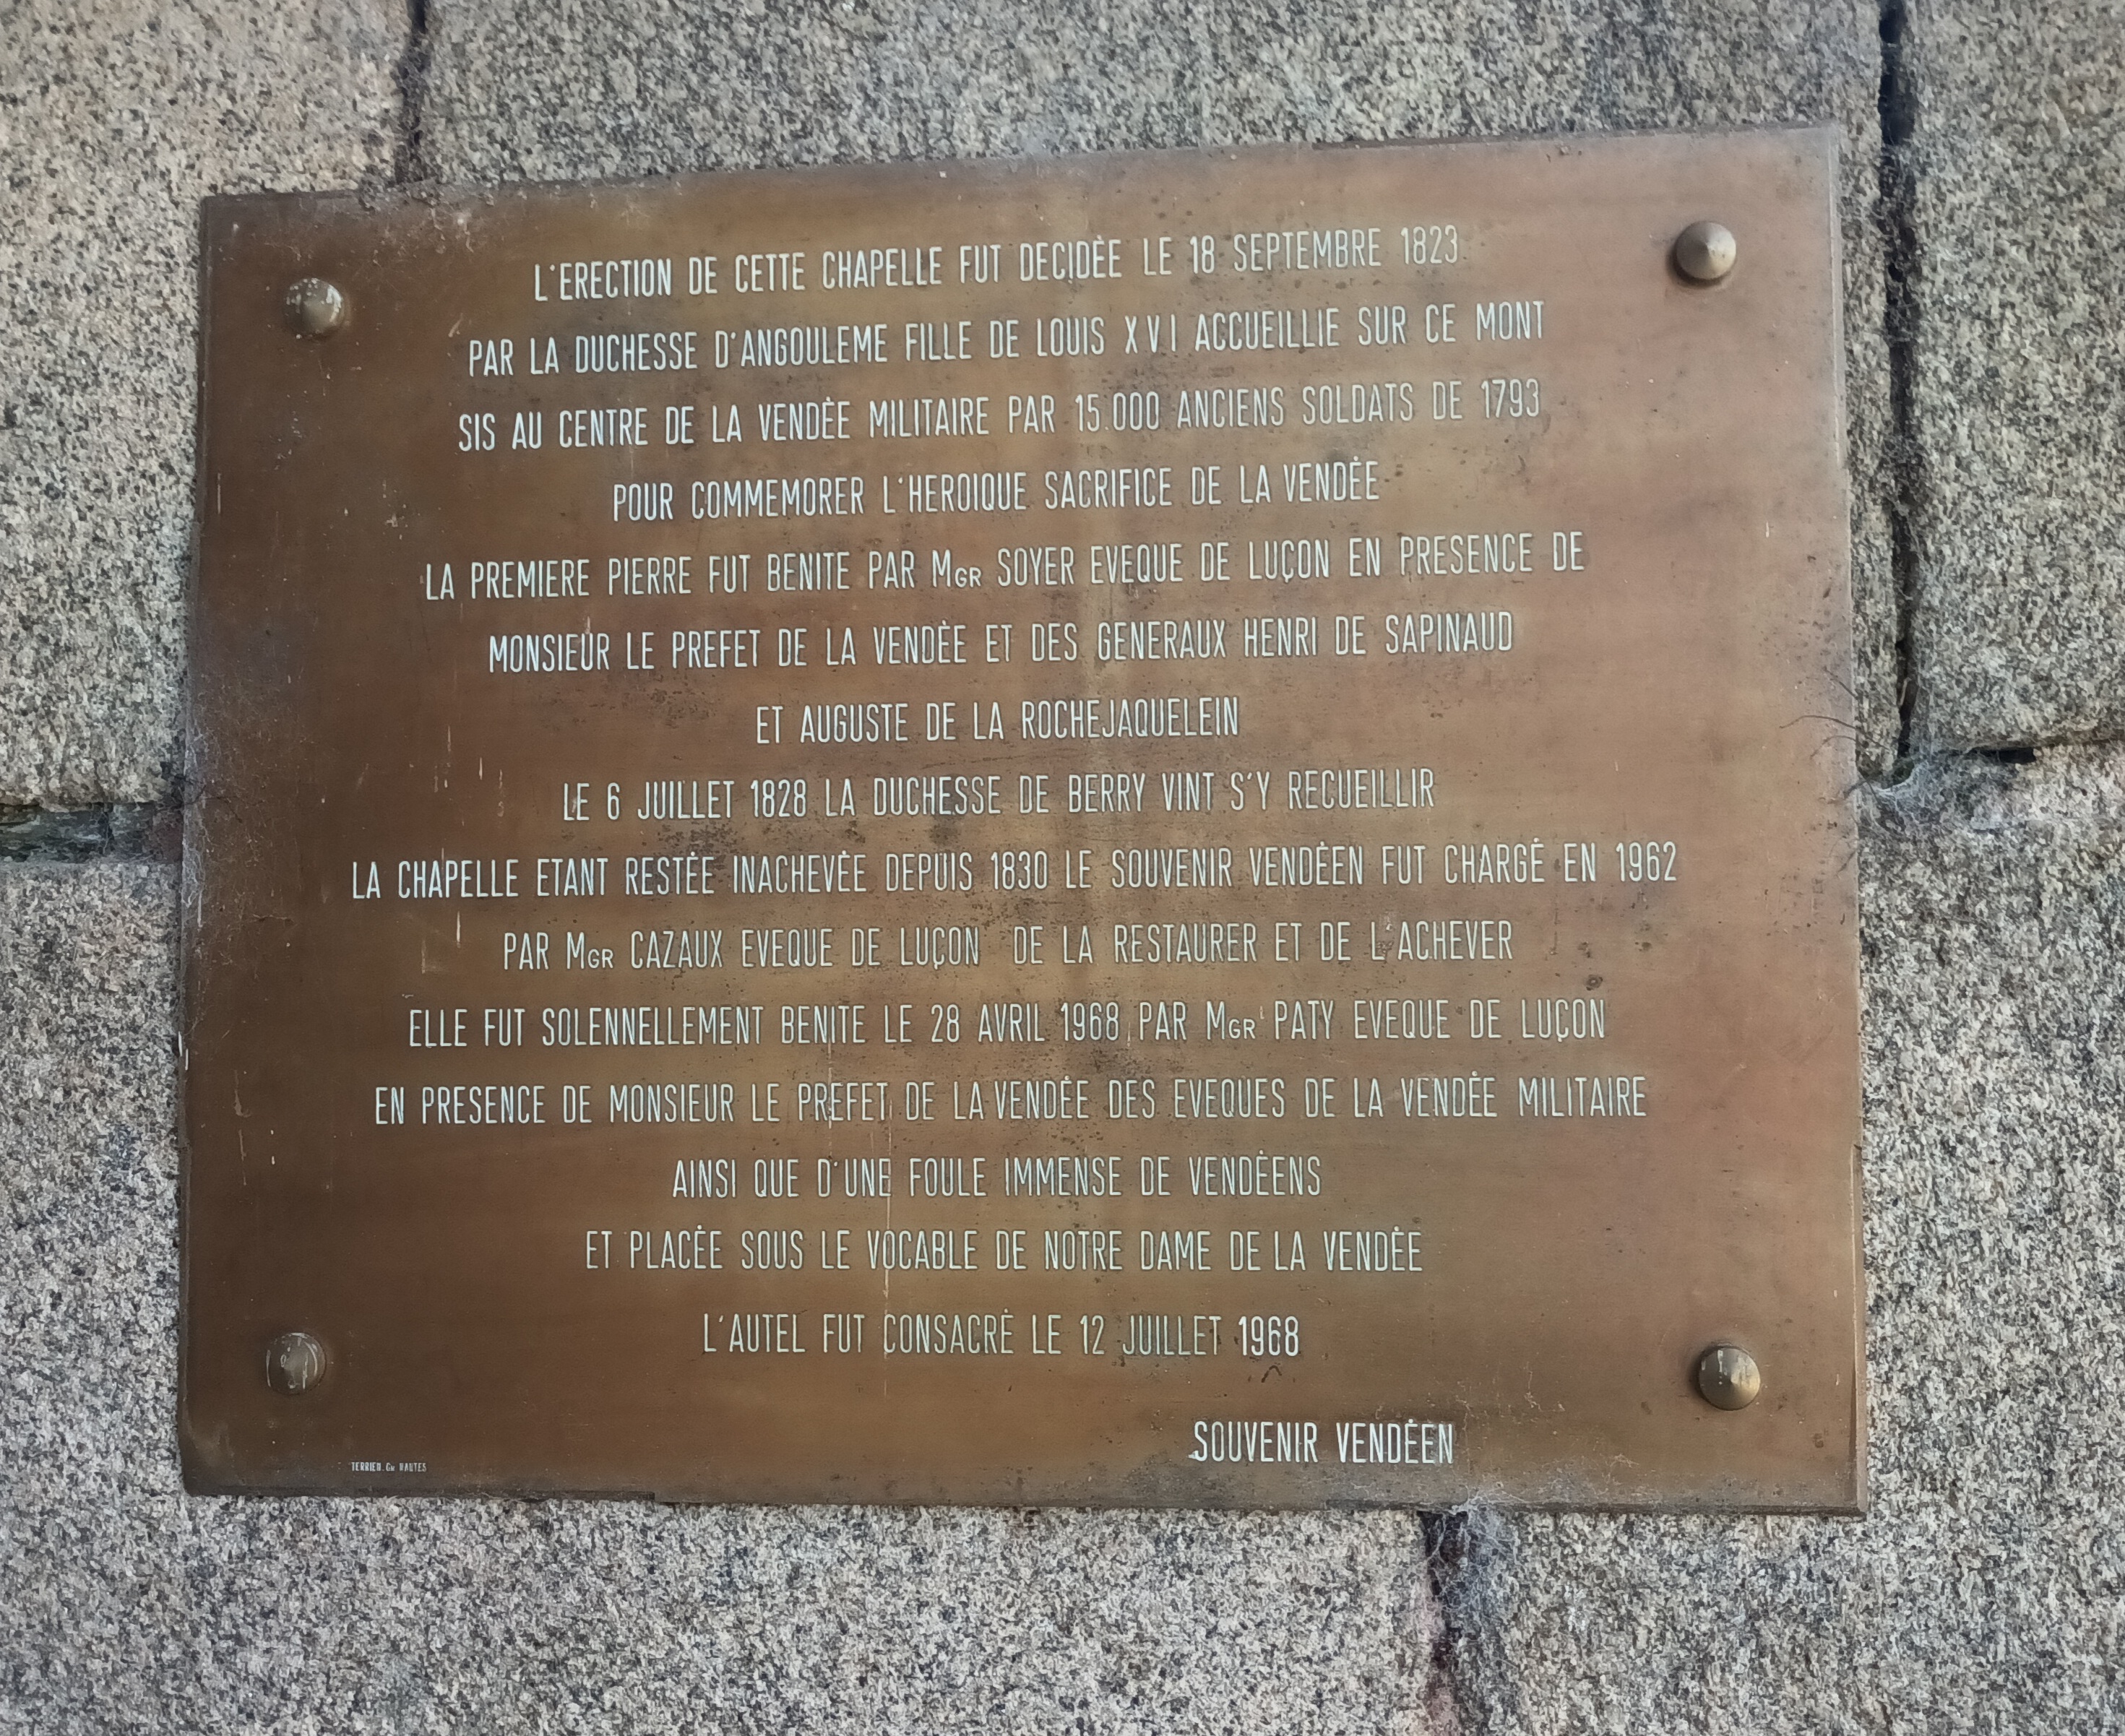 L'ERECTION DE CETTE CHAPELLE FUT DECIDÉE LE 18 SEPTEMBRE 1823
PAR LA DUCHESSE D'ANGOULEME FILLE DE LOUIS XVI ACCUEILLIE SUR CE MONT
SIS AU CENTRE DE LA VENDÉE MILITAIRE PAR 15.000 ANCIENS SOLDATS DE 1793
POUR COMMEMORER L'HEROIQUE SACRIFICE DE LA VENDÉE
LA PREMIERE PIERRE FUT BENITE PAR MGR SOYER EVEQUE DE LUÇON EN PRESENCE DE
MONSIEUR LE PREFET DE LA VENDÉE ET DES GENERAUX HENRI DE SAPINAUD
ET AUGUSTE DE LA ROCHEJAQUELEIN
LE 6 JUILLET 1828 LA DUCHESSE DE BERRY VINT S'Y RECUEILLIR
LA CHAPELLE ETANT RESTÉE INACHEVÉE DEPUIS 1830 LE SOUVENIR VENDÉEN FUT CHARGÉ EN 1962
PAR MGR CAZAUX EVEQUE DE LUÇON DE LA RESTAURER ET DE L'ACHEVER
ELLE FUT SOLENNELLEMENT BENITE LE 28 AVRIL 1968 PAR MGR PATY EVEQUE DE LUÇON
EN PRESENCE DE MONSIEUR LE PREFET DE LA VENDÉE DES EVEQUES DE LA VENDÉE MILITAIRE
AINSI QUE D'UNE FOULE IMMENSE DE VENDÉENS
ET PLACÉE SOUS LE VOCABLE DE NOTRE DAME DE LA VENDÉE
L'AUTEL FUT CONSACRÉ LE 12 JUILLET 1968
SOUVENIR VENDÉEN